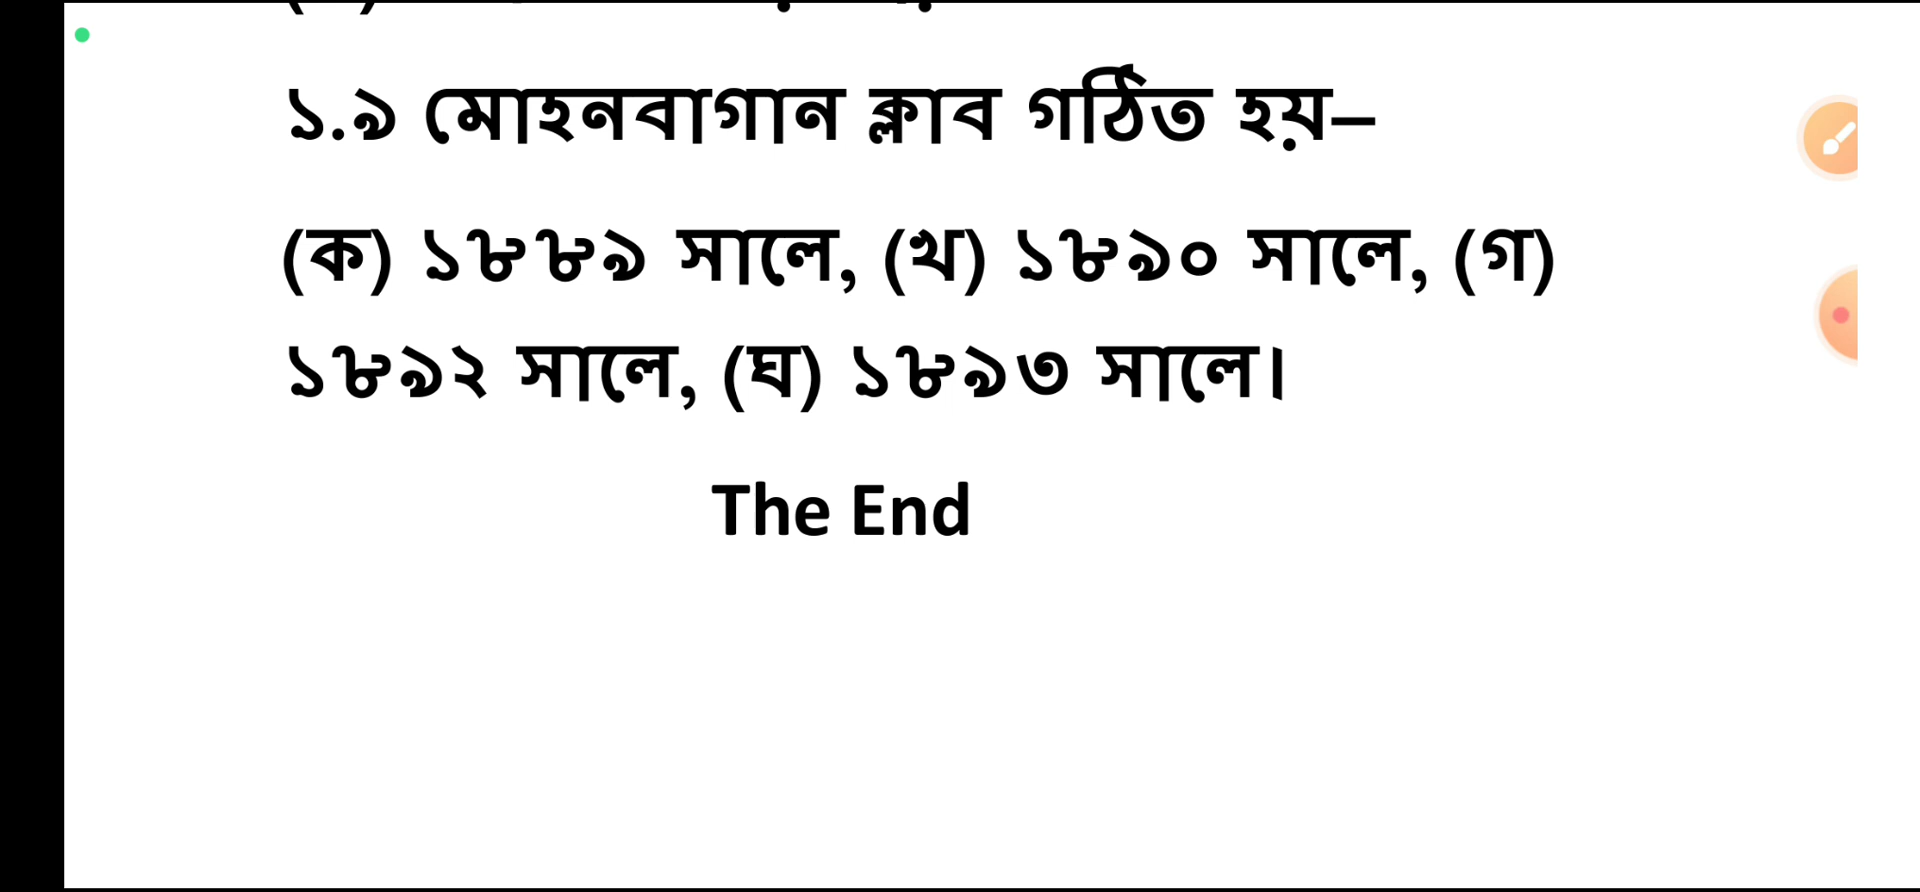 ১.৯ মোহনবাগান ক্লাব গঠিত হয়–
(ক) ১৮৮৯ সালে, (খ) ১৮৯০ সালে, (গ)
১৮৯২ সালে, (ঘ) ১৮৯৩ সালে।
The End